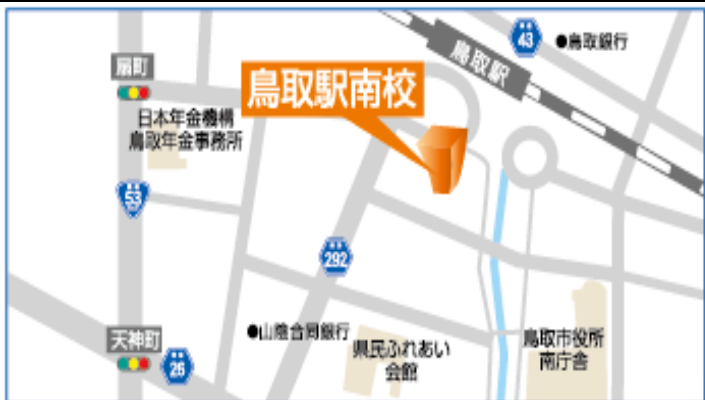 43
●鳥取銀行
鳥取駅
扇町
鳥取駅南校
日本年金機構
鳥取年金事務所
53
292
●山陰合同銀行
天神町
26
県民ふれあい
会館
鳥取市役所
南庁舎